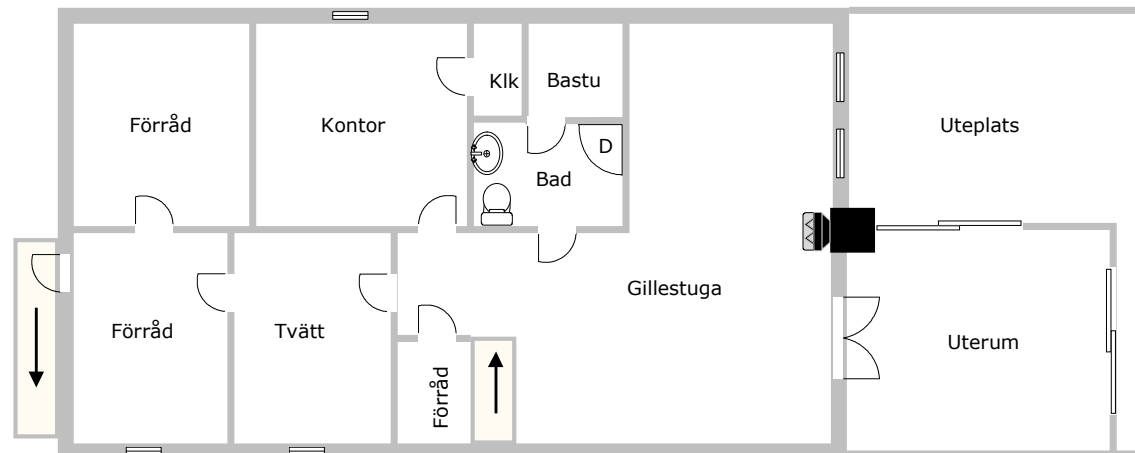 Förråd
Kontor
Klk
Bastu
D
Bad
Uteplats
Gillestuga
Förråd
Tvätt
Förråd
Uterum